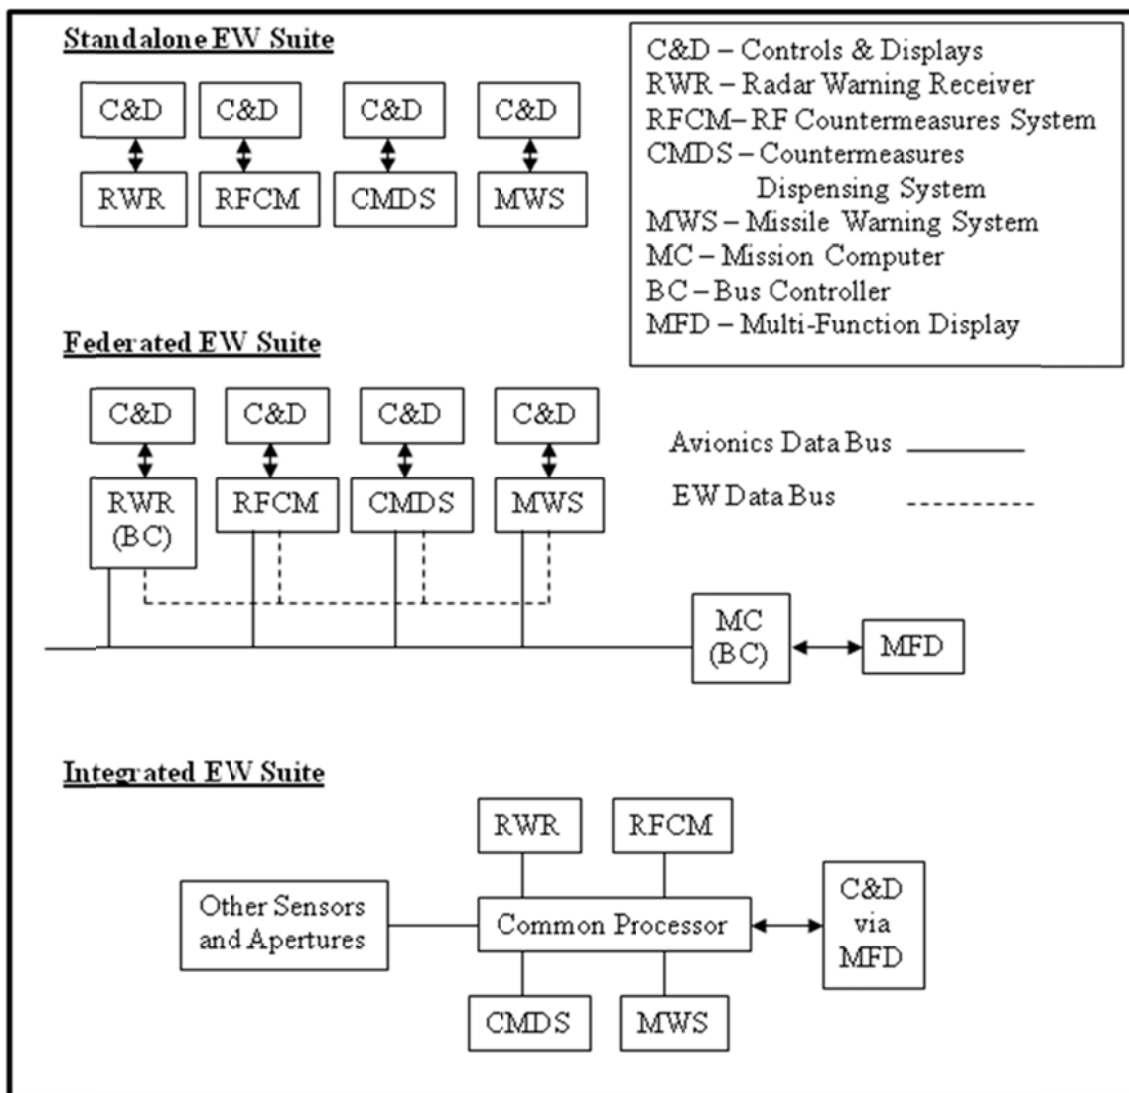 Standalone EW Suite
C&D C&D C&D C&D
RWR RFCM CMDS MWS
C&D – Controls & Displays
RWR – Radar Warning Receiver
RFCM– RF Countermeasures System
CMDS – Countermeasures
Dispensing System
MWS – Missile Warning System
MC – Mission Computer
BC – Bus Controller
MFD – Multi-Function Display
Federated EW Suite
C&D C&D C&D C&D
RWR RFCM CMDS MWS
(BC)
Avionics Data Bus
EW Data Bus
MC
(BC)
MFD
Integrated EW Suite
RWR RFCM
Other Sensors
and Apertures
Common Processor
C&D
via
MFD
CMDS MWS